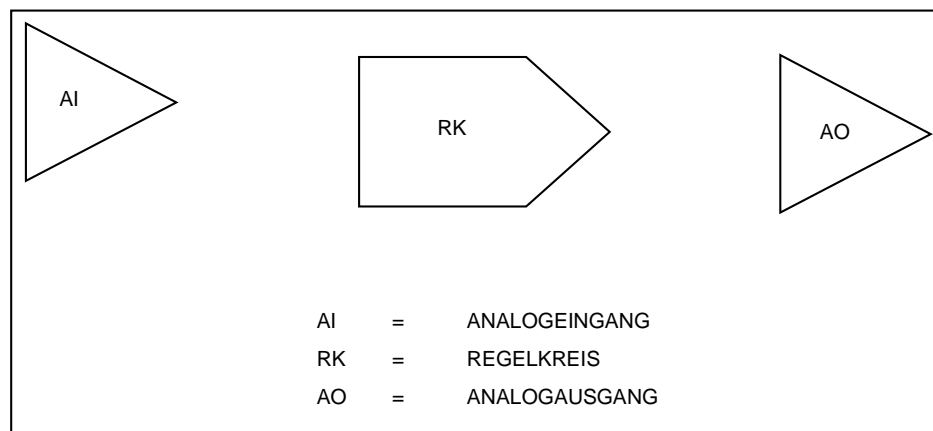 AI
RK
AO
AI = ANALOGEINGANG
RK = REGELKREIS
AO = ANALOGAUSGANG